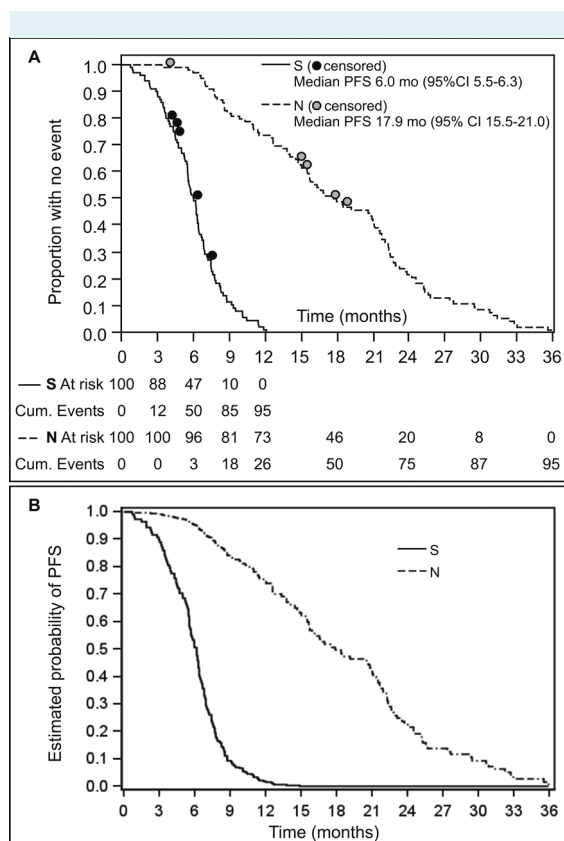 A
S (● censored)
Median PFS 6.0 mo (95%CI 5.5-6.3)
N (● censored)
Median PFS 17.9 mo (95% CI 15.5-21.0)
Proportion with no event
1.0
0.9
0.8
0.7
0.6
0.5
0.4
0.3
0.2
0.1
0.0
Time (months)
0 3 6 9 12 15 18 21 24 27 30 33 36
S At risk 100 88 47 10 0
Cum. Events 0 12 50 85 95
N At risk 100 100 96 81 73 46 20 8 0
Cum. Events 0 0 3 18 26 50 75 87 95
B
S
N
Estimated probability of PFS
1.0
0.9
0.8
0.7
0.6
0.5
0.4
0.3
0.2
0.1
0.0
0 3 6 9 12 15 18 21 24 27 30 33 36
Time (months)